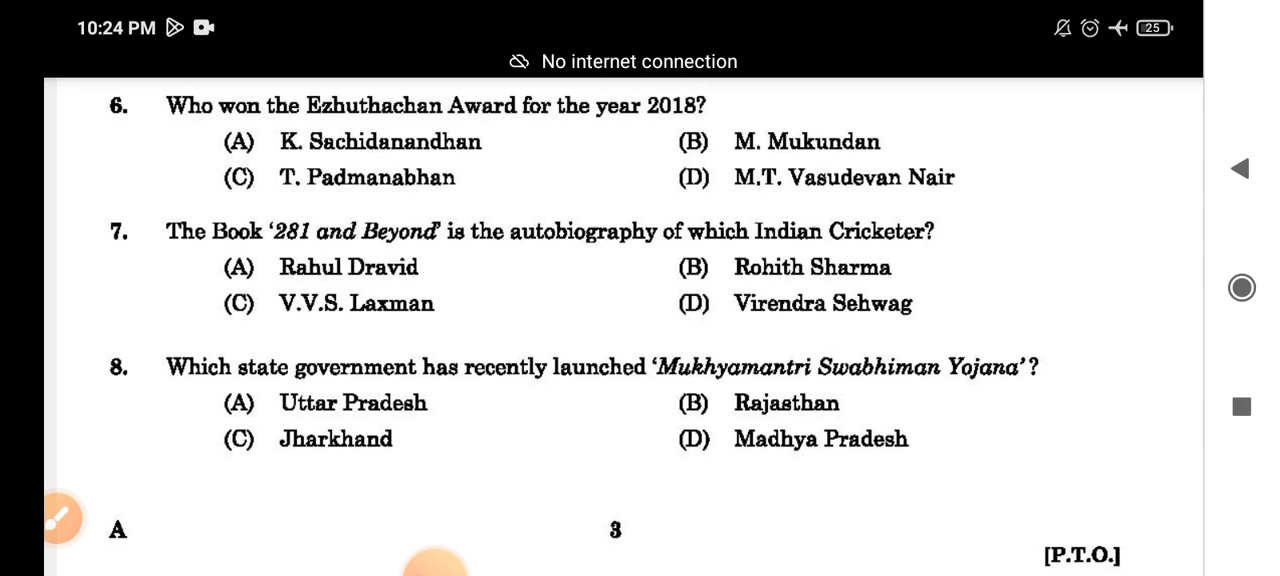 10:24 PM 25
No internet connection
6. Who won the Ezhuthachan Award for the year 2018?
(A) K. Sachidanandhan (B) M. Mukundan
(C) T. Padmanabhan (D) M.T. Vasudevan Nair
7. The Book ‘281 and Beyond’ is the autobiography of which Indian Cricketer?
(A) Rahul Dravid (B) Rohith Sharma
(C) V.V.S. Laxman (D) Virendra Sehwag
8. Which state government has recently launched ‘Mukhyamantri Swabhiman Yojana’?
(A) Uttar Pradesh (B) Rajasthan
(C) Jharkhand (D) Madhya Pradesh
A 3
[P.T.O.]